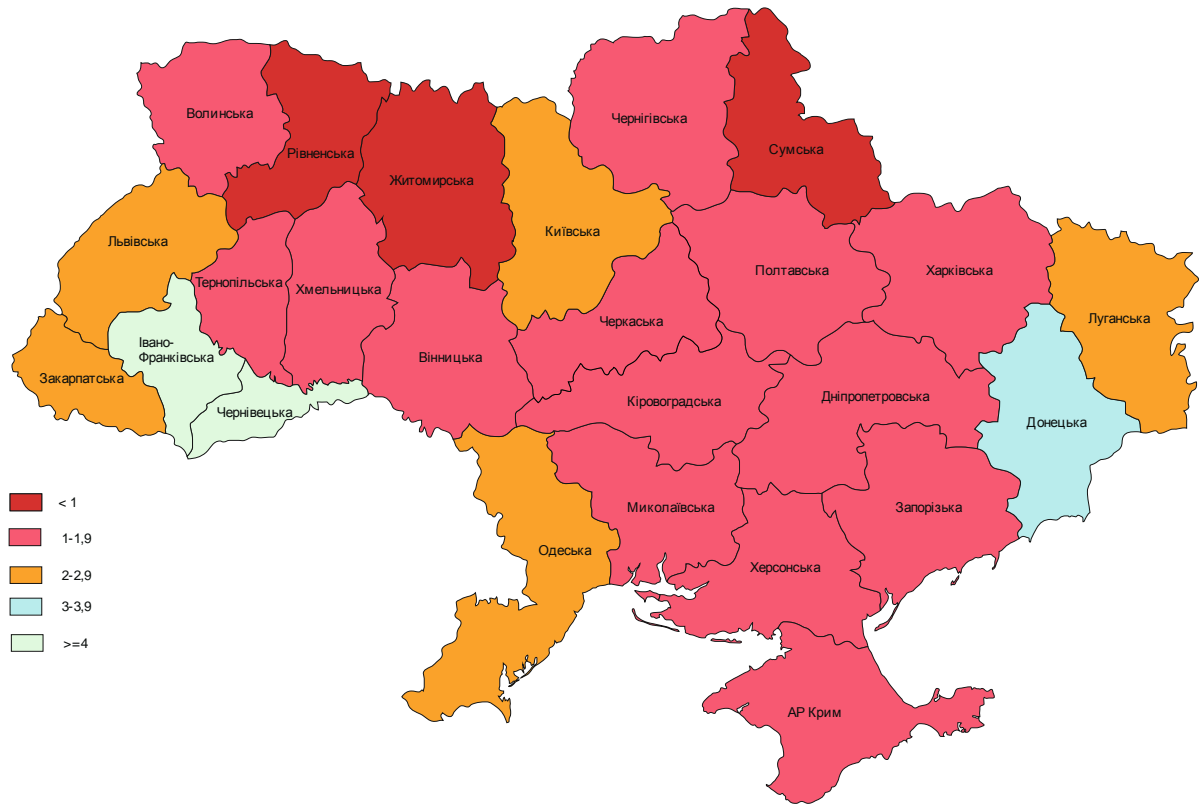 Волинська
Рівненська
Житомирська
Чернігівська
Сумська
Київська
Львівська
Тернопільська
Хмельницька
Полтавська
Харківська
Луганська
Черкаська
Івано-
Франківська
Закарпатська
Вінницька
Чернівецька
Кіровоградська
Дніпропетровська
Донецька
Миколаївська
Запорізька
Одеська
Херсонська
АР Крим
< 1
1-1,9
2-2,9
3-3,9
>=4